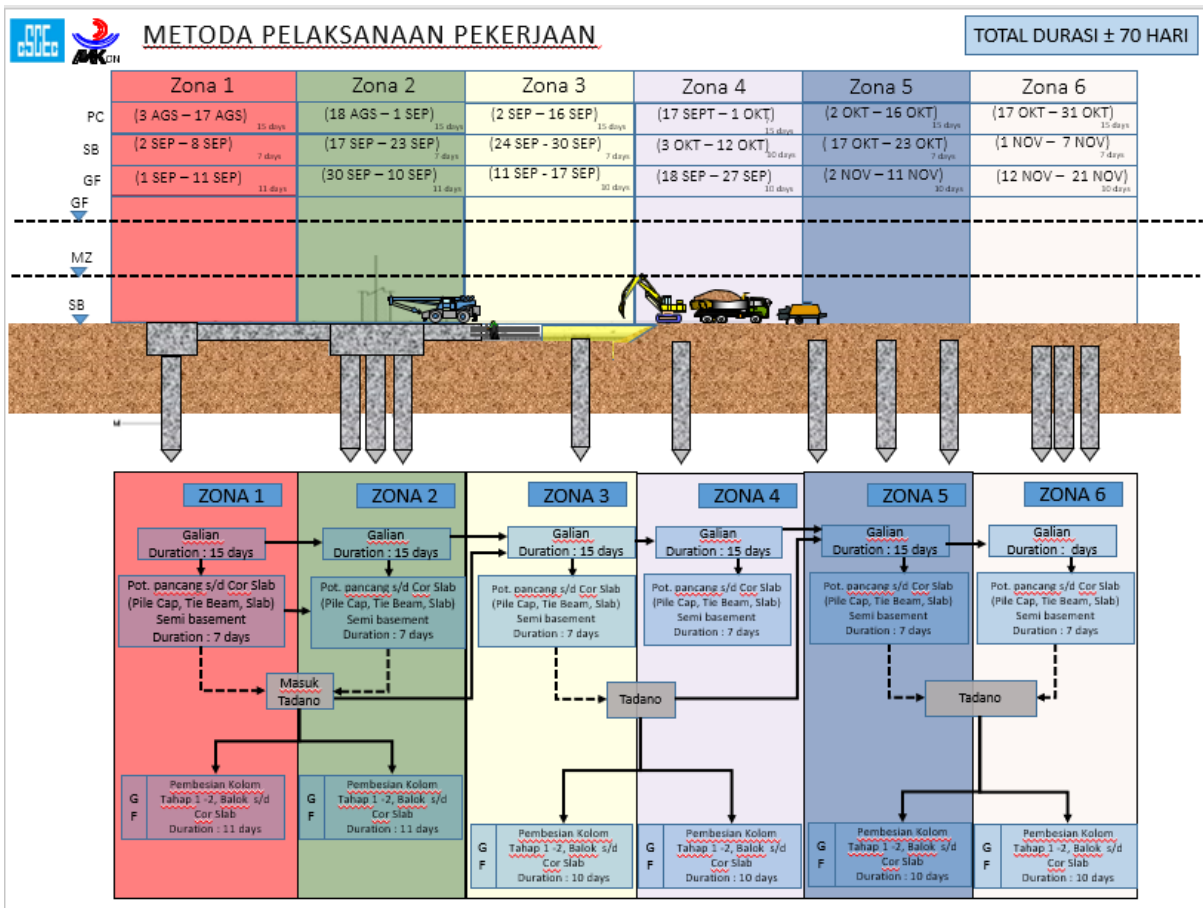 CSCEC
AMKCDN
METODA PELAKSANAAN PEKERJAAN
TOTAL DURASI ± 70 HARI
Zona 1
Zona 2
Zona 3
Zona 4
Zona 5
Zona 6
PC
(3 AGS – 17 AGS)
15 days
(18 AGS – 1 SEP)
15 days
(2 SEP – 16 SEP)
15 days
(17 SEPT – 1 OKT)
15 days
(2 OKT – 16 OKT)
15 days
(17 OKT – 31 OKT)
15 days
SB
(2 SEP – 8 SEP)
7 days
(17 SEP – 23 SEP)
7 days
(24 SEP - 30 SEP)
7 days
(3 OKT – 12 OKT)
10 days
(17 OKT – 23 OKT)
7 days
(1 NOV – 7 NOV)
7 days
GF
(1 SEP – 11 SEP)
11 days
(30 SEP – 10 SEP)
11 days
(11 SEP - 17 SEP)
10 days
(18 SEP – 27 SEP)
10 days
(2 NOV – 11 NOV)
10 days
(12 NOV – 21 NOV)
10 days
GF
MZ
SB
ZONA 1
ZONA 2
ZONA 3
ZONA 4
ZONA 5
ZONA 6
Galian
Duration : 15 days
Galian
Duration : 15 days
Galian
Duration : 15 days
Galian
Duration : 15 days
Galian
Duration : 15 days
Galian
Duration : days
Pot. pancang s/d Cor Slab
(Pile Cap, Tie Beam, Slab)
Semi basement
Duration : 7 days
Pot. pancang s/d Cor Slab
(Pile Cap, Tie Beam, Slab)
Semi basement
Duration : 7 days
Pot. pancang s/d Cor Slab
(Pile Cap, Tie Beam, Slab)
Semi basement
Duration : 7 days
Pot. pancang s/d Cor Slab
(Pile Cap, Tie Beam, Slab)
Semi basement
Duration : 7 days
Pot. pancang s/d Cor Slab
(Pile Cap, Tie Beam, Slab)
Semi basement
Duration : 7 days
Pot. pancang s/d Cor Slab
(Pile Cap, Tie Beam, Slab)
Semi basement
Duration : 7 days
Masuk
Tadano
Tadano
Tadano
G
F
Pembesian Kolom
Tahap 1 -2, Balok s/d
Cor Slab
Duration : 11 days
G
F
Pembesian Kolom
Tahap 1 -2, Balok s/d
Cor Slab
Duration : 11 days
G
F
Pembesian Kolom
Tahap 1 -2, Balok s/d
Cor Slab
Duration : 10 days
G
F
Pembesian Kolom
Tahap 1 -2, Balok s/d
Cor Slab
Duration : 10 days
G
F
Pembesian Kolom
Tahap 1 -2, Balok s/d
Cor Slab
Duration : 10 days
G
F
Pembesian Kolom
Tahap 1 -2, Balok s/d
Cor Slab
Duration : 10 days